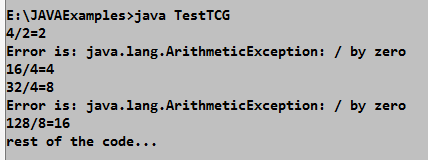 E:\JAVAExamples>java TestTCG
4/2=2
Error is: java.lang.ArithmeticException: / by zero
16/4=4
32/4=8
Error is: java.lang.ArithmeticException: / by zero
128/8=16
rest of the code...